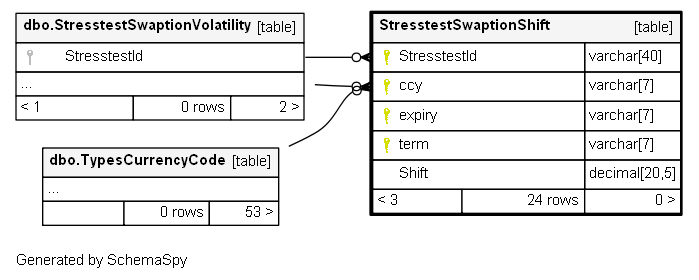 dbo.StresstestSwaptionVolatility [table]
StresstestId
...
< 1 0 rows 2 >
dbo.TypesCurrencyCode [table]
...
0 rows 53 >
StresstestSwaptionShift [table]
StresstestId varchar[40]
ccy varchar[7]
expiry varchar[7]
term varchar[7]
Shift decimal[20,5]
< 3 24 rows 0 >
Generated by SchemaSpy